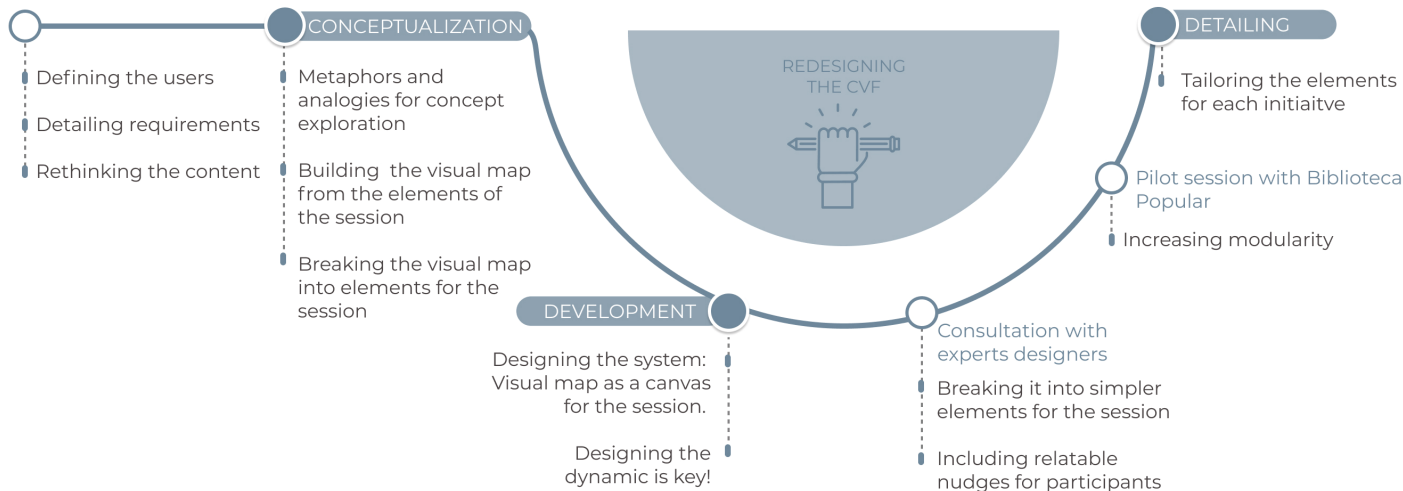 CONCEPTUALIZATION
Defining the users
Detailing requirements
Rethinking the content
Metaphors and
analogies for concept
exploration
Building the visual map
from the elements of
the session
Breaking the visual map
into elements for the
session
REDESIGNING
THE CVF
DEVELOPMENT
Designing the system:
Visual map as a canvas
for the session.
Designing the
dynamic is key!
Consultation with
experts designers
Breaking it into simpler
elements for the session
Including relatable
nudges for participants
DETAILING
Tailoring the elements
for each initiaitve
Pilot session with Biblioteca
Popular
Increasing modularity